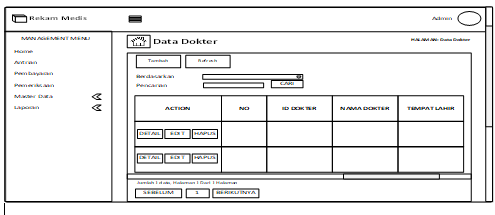 Rekam Medis
Admin
MANAGEMENT MENU
Home
Antrian
Pembayaan
Pemeriksaan
Master Data
Laporan
Data Dokter
HALAMAN: Data Dokter
Tambah Refresh
Berdasarkan
Pencarian CARI
ACTION NO ID DOKTER NAMA DOKTER TEMPAT LAHIR
DETAIL EDIT HAPUS
DETAIL EDIT HAPUS
Jumlah 1 data, Halaman 1 Dari 1 Halaman
SEBELUM 1 BERIKUTNYA